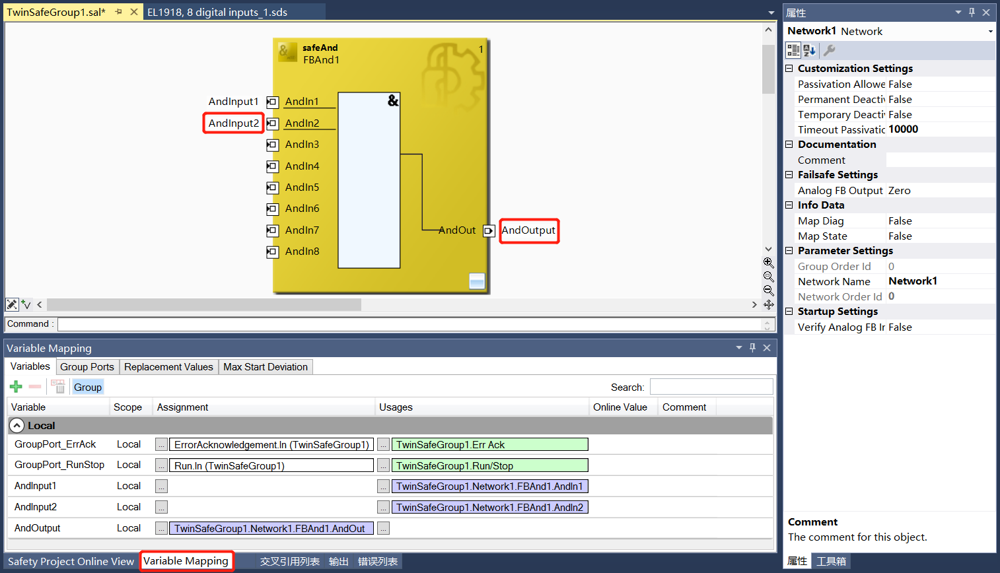 TwinSafeGroup1.sal*
EL1918, 8 digital inputs_1.sds
safeAnd
FBAnd1
1
&
AndInput1
AndIn1
AndInput2
AndIn2
AndIn3
AndIn4
AndIn5
AndIn6
AndIn7
AndIn8
AndOut
AndOutput
Command :
Variable Mapping
Variables
Group Ports
Replacement Values
Max Start Deviation
Group
Search:
Variable Scope Assignment Usages Online Value Comment
Local
GroupPort_ErrAck Local ... ErrorAcknowledgement.In (TwinSafeGroup1) ... TwinSafeGroup1.Err Ack
GroupPort_RunStop Local ... Run.In (TwinSafeGroup1) ... TwinSafeGroup1.Run/Stop
AndInput1 Local ... ... TwinSafeGroup1.Network1.FBAnd1.AndIn1
AndInput2 Local ... ... TwinSafeGroup1.Network1.FBAnd1.AndIn2
AndOutput Local ... TwinSafeGroup1.Network1.FBAnd1.AndOut ...
Safety Project Online View
Variable Mapping
交叉引用列表
输出
错误列表
属性
Network1 Network
Customization Settings
Passivation Allowe False
Permanent Deactiv False
Temporary Deactiv False
Timeout Passivatic 10000
Documentation
Comment
Failsafe Settings
Analog FB Output Zero
Info Data
Map Diag False
Map State False
Parameter Settings
Group Order Id 0
Network Name Network1
Network Order Id 0
Startup Settings
Verify Analog FB Ir False
Comment
The comment for this object.
属性
工具箱